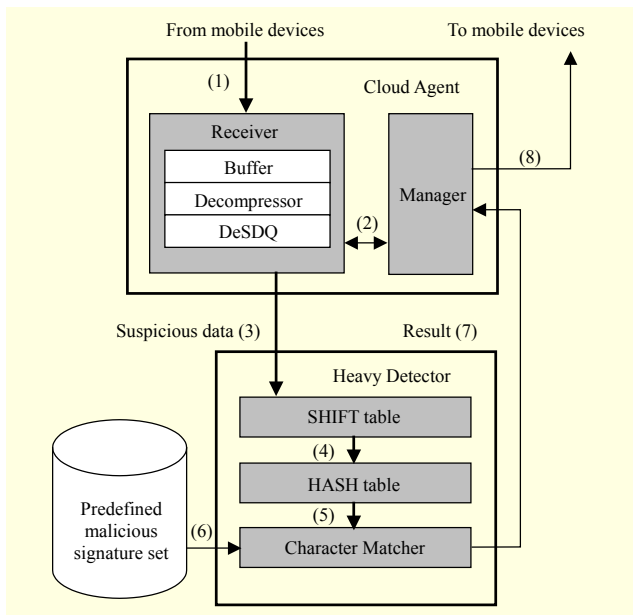 From mobile devices
To mobile devices
(1)
Cloud Agent
Receiver
Buffer
Decompressor
DeSDQ
(2)
Manager
(8)
Suspicious data (3)
Result (7)
Heavy Detector
SHIFT table
(4)
HASH table
(5)
Predefined
malicious
signature set
(6)
Character Matcher